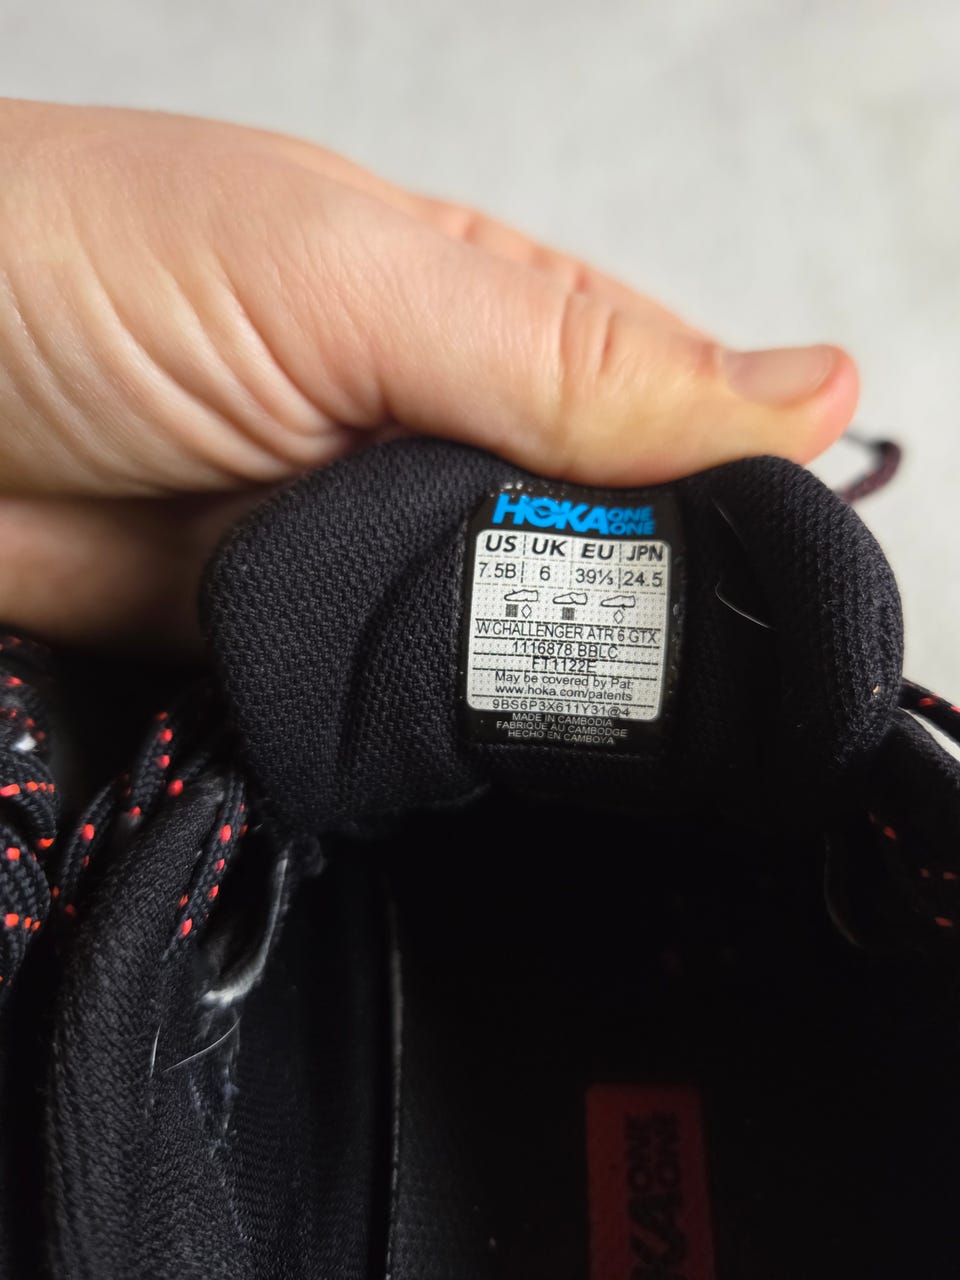 HOKA ONE ONE
US UK EU JPN
7.5B 6 39⅓ 24.5
W CHALLENGER ATR 6 GTX
1116878 BBLC
FT1122E
May be covered by Pat:
www.hoka.com/patents
9BS6P3X611Y31@4
MADE IN CAMBODIA
FABRIQUE AU CAMBODGE
HECHO EN CAMBOYA
ONE ONE